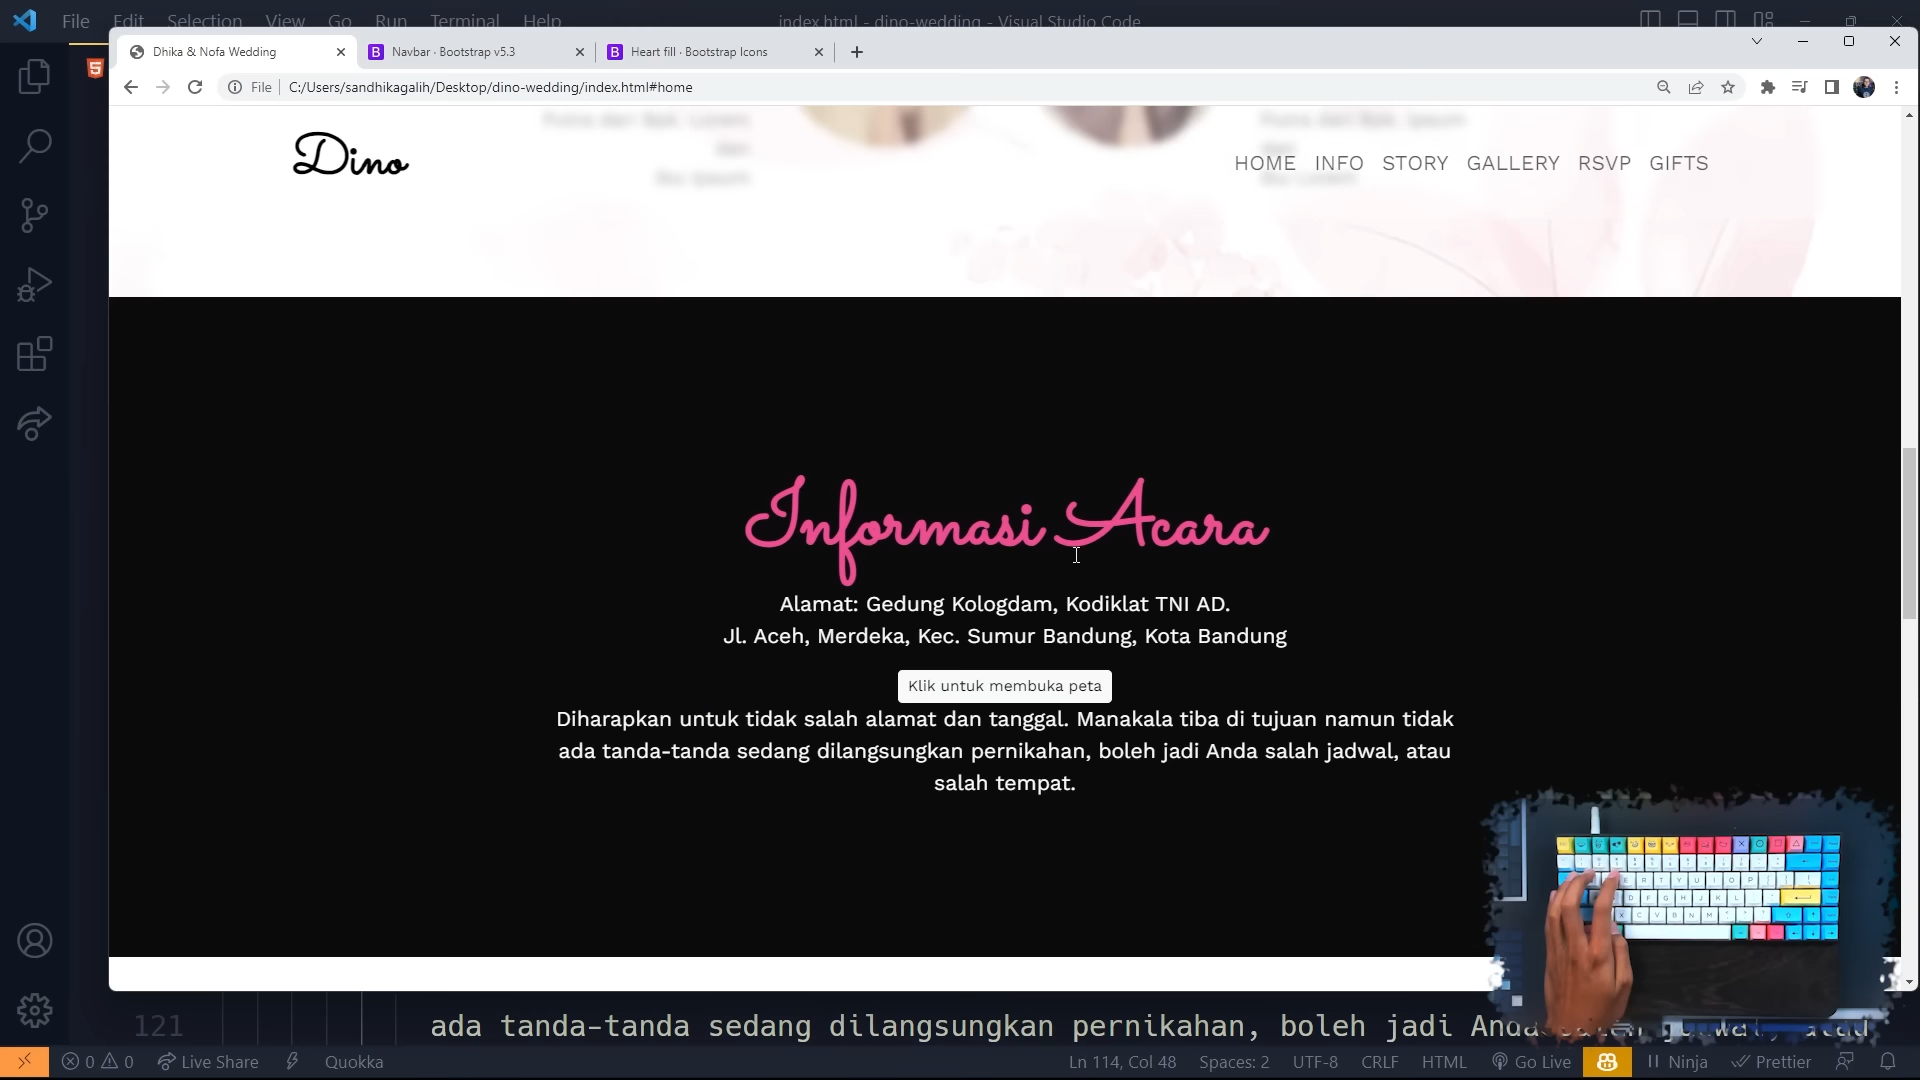 File Edit Selection View Go Run Terminal Help
index.html - dino-wedding - Visual Studio Code
Dhika & Nofa Wedding
Navbar · Bootstrap v5.3
Heart fill · Bootstrap Icons
File C:/Users/sandhikagalih/Desktop/dino-wedding/index.html#home
Dino
HOME INFO STORY GALLERY RSVP GIFTS
Informasi Acara
Alamat: Gedung Kologdam, Kodiklat TNI AD.
Jl. Aceh, Merdeka, Kec. Sumur Bandung, Kota Bandung
Klik untuk membuka peta
Diharapkan untuk tidak salah alamat dan tanggal. Manakala tiba di tujuan namun tidak
ada tanda-tanda sedang dilangsungkan pernikahan, boleh jadi Anda salah jadwal, atau
salah tempat.
121 ada tanda-tanda sedang dilangsungkan pernikahan, boleh jadi Anda
0 0 Live Share Quokka Ln 114, Col 48 Spaces: 2 UTF-8 CRLF HTML Go Live Ninja Prettier